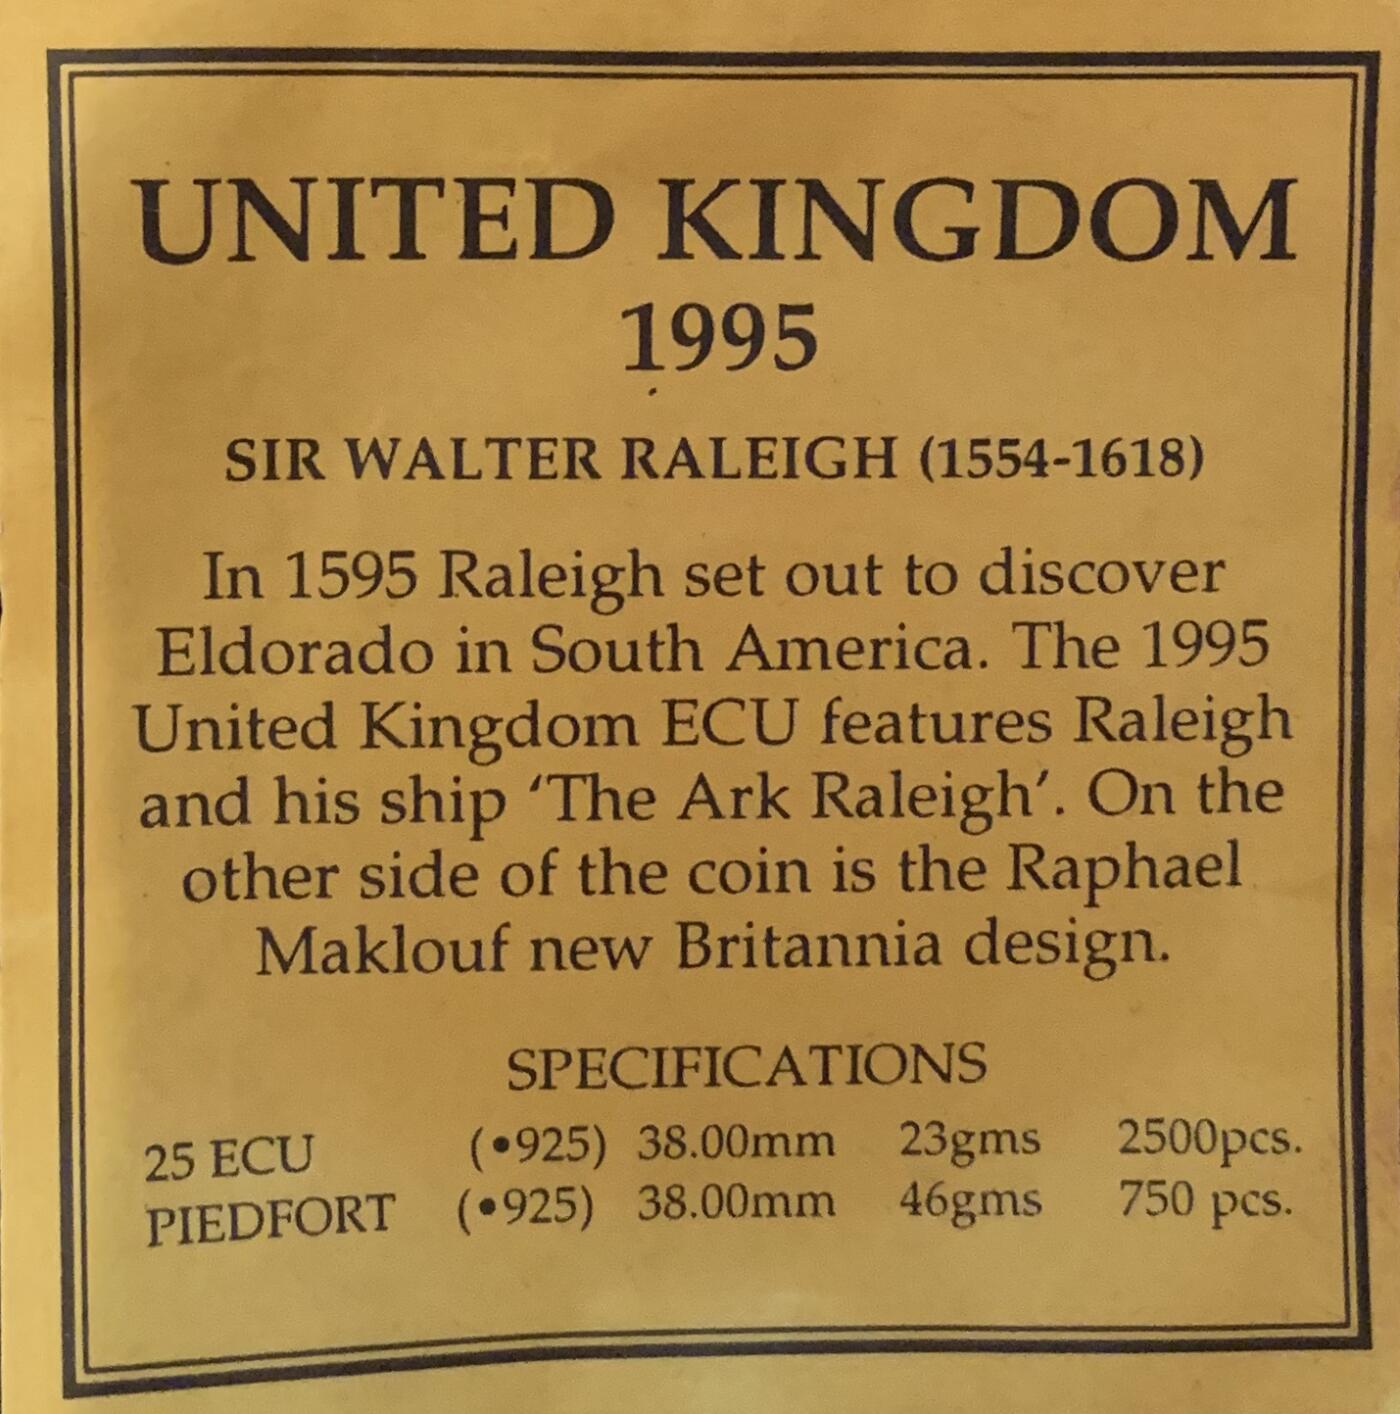 UNITED KINGDOM
1995
SIR WALTER RALEIGH (1554-1618)
In 1595 Raleigh set out to discover
Eldorado in South America. The 1995
United Kingdom ECU features Raleigh
and his ship ‘The Ark Raleigh’. On the
other side of the coin is the Raphael
Maklouf new Britannia design.
SPECIFICATIONS
25 ECU (•925) 38.00mm 23gms 2500pcs.
PIEDFORT (•925) 38.00mm 46gms 750 pcs.